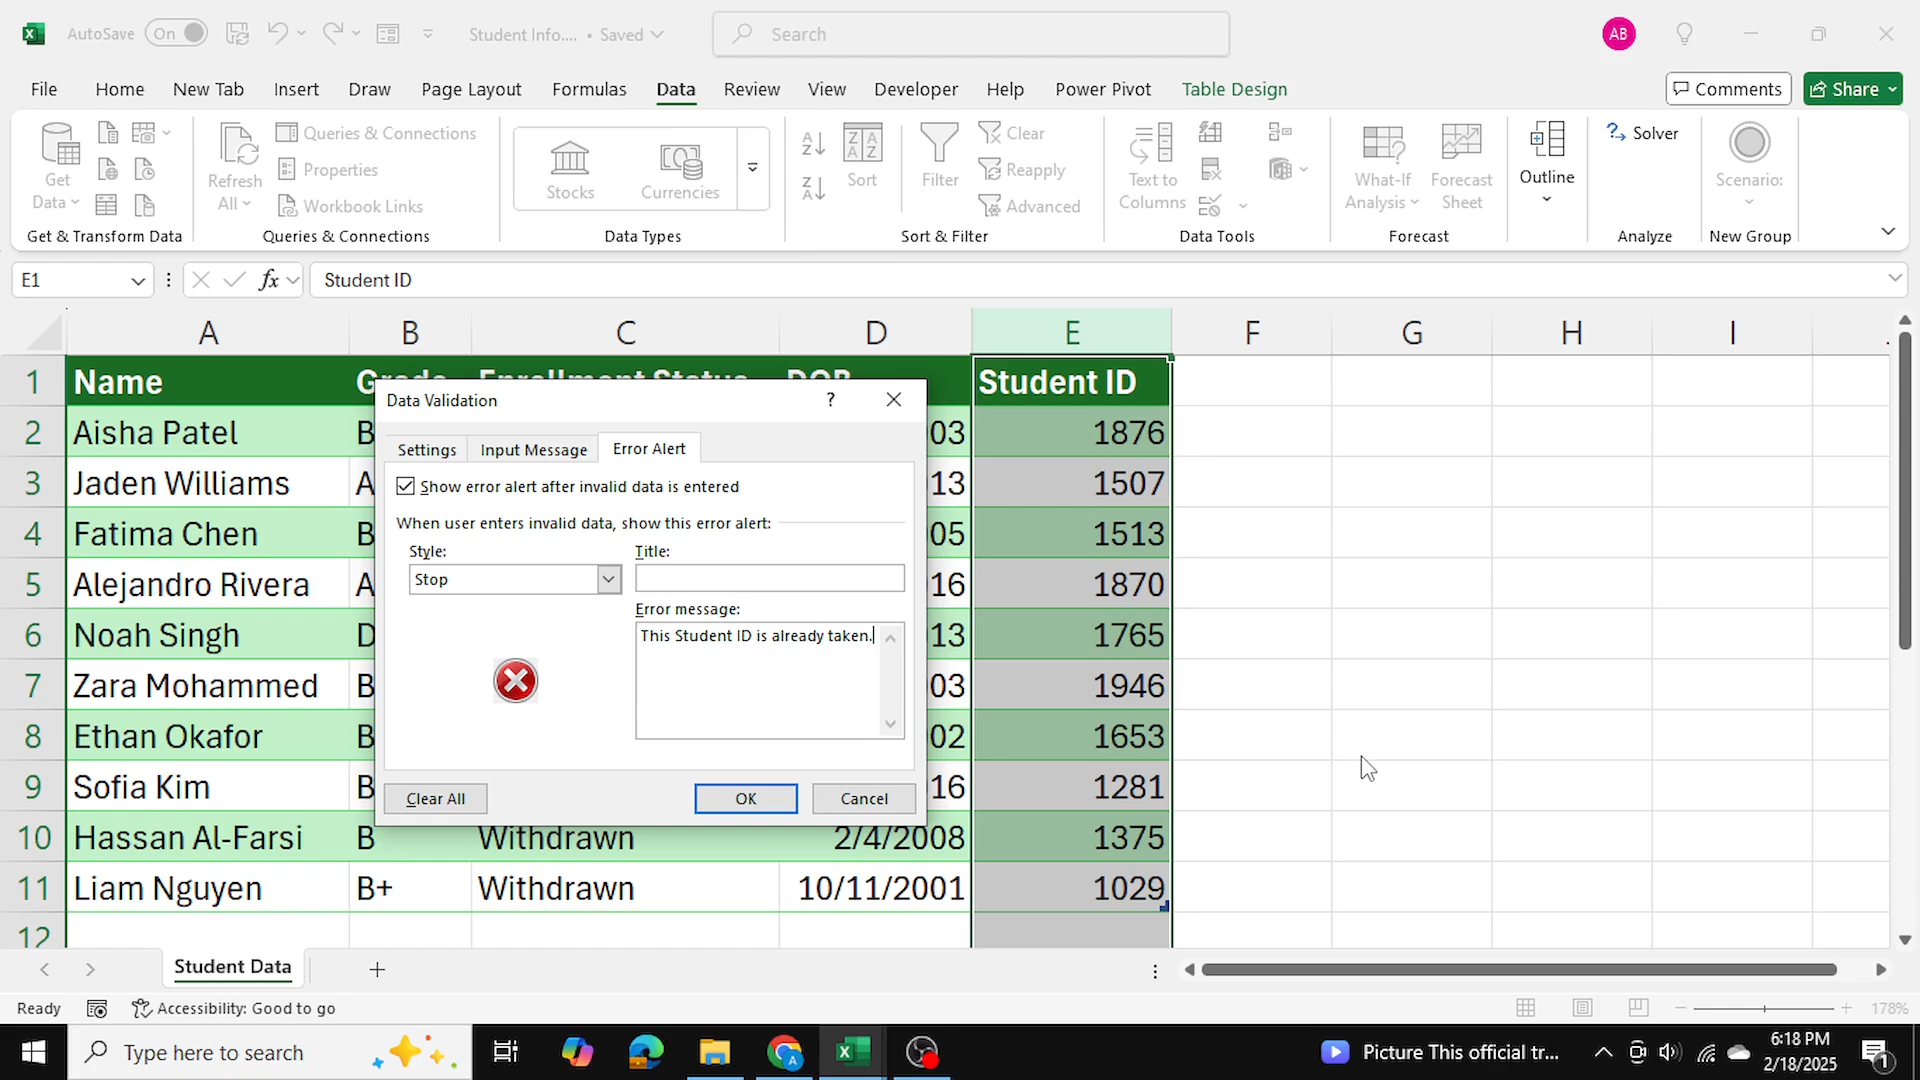 AutoSave On Student Info.... • Saved Search AB
File Home New Tab Insert Draw Page Layout Formulas Data Review View Developer Help Power Pivot Table Design Comments Share
Get Data
Refresh All
Queries & Connections
Properties
Workbook Links
Stocks
Currencies
Sort
Filter
Clear
Reapply
Advanced
Text to Columns
What-If Analysis
Forecast Sheet
Outline
Solver
Scenario:
Get & Transform Data Queries & Connections Data Types Sort & Filter Data Tools Forecast Analyze New Group
E1 fx Student ID
A B C D E F G H I
1 Name Grade Enrollment Status DOB Student ID
2 Aisha Patel B 03 1876
3 Jaden Williams A 13 1507
4 Fatima Chen B 05 1513
5 Alejandro Rivera A 16 1870
6 Noah Singh D 13 1765
7 Zara Mohammed B 03 1946
8 Ethan Okafor B 02 1653
9 Sofia Kim B 16 1281
10 Hassan Al-Farsi B Withdrawn 2/4/2008 1375
11 Liam Nguyen B+ Withdrawn 10/11/2001 1029
12
Data Validation ?
Settings Input Message Error Alert
Show error alert after invalid data is entered
When user enters invalid data, show this error alert:
Style: Title:
Stop
Error message:
This Student ID is already taken.
Clear All OK Cancel
Student Data
Ready Accessibility: Good to go 178%
Type here to search Picture This official tr... 6:18 PM
2/18/2025 1